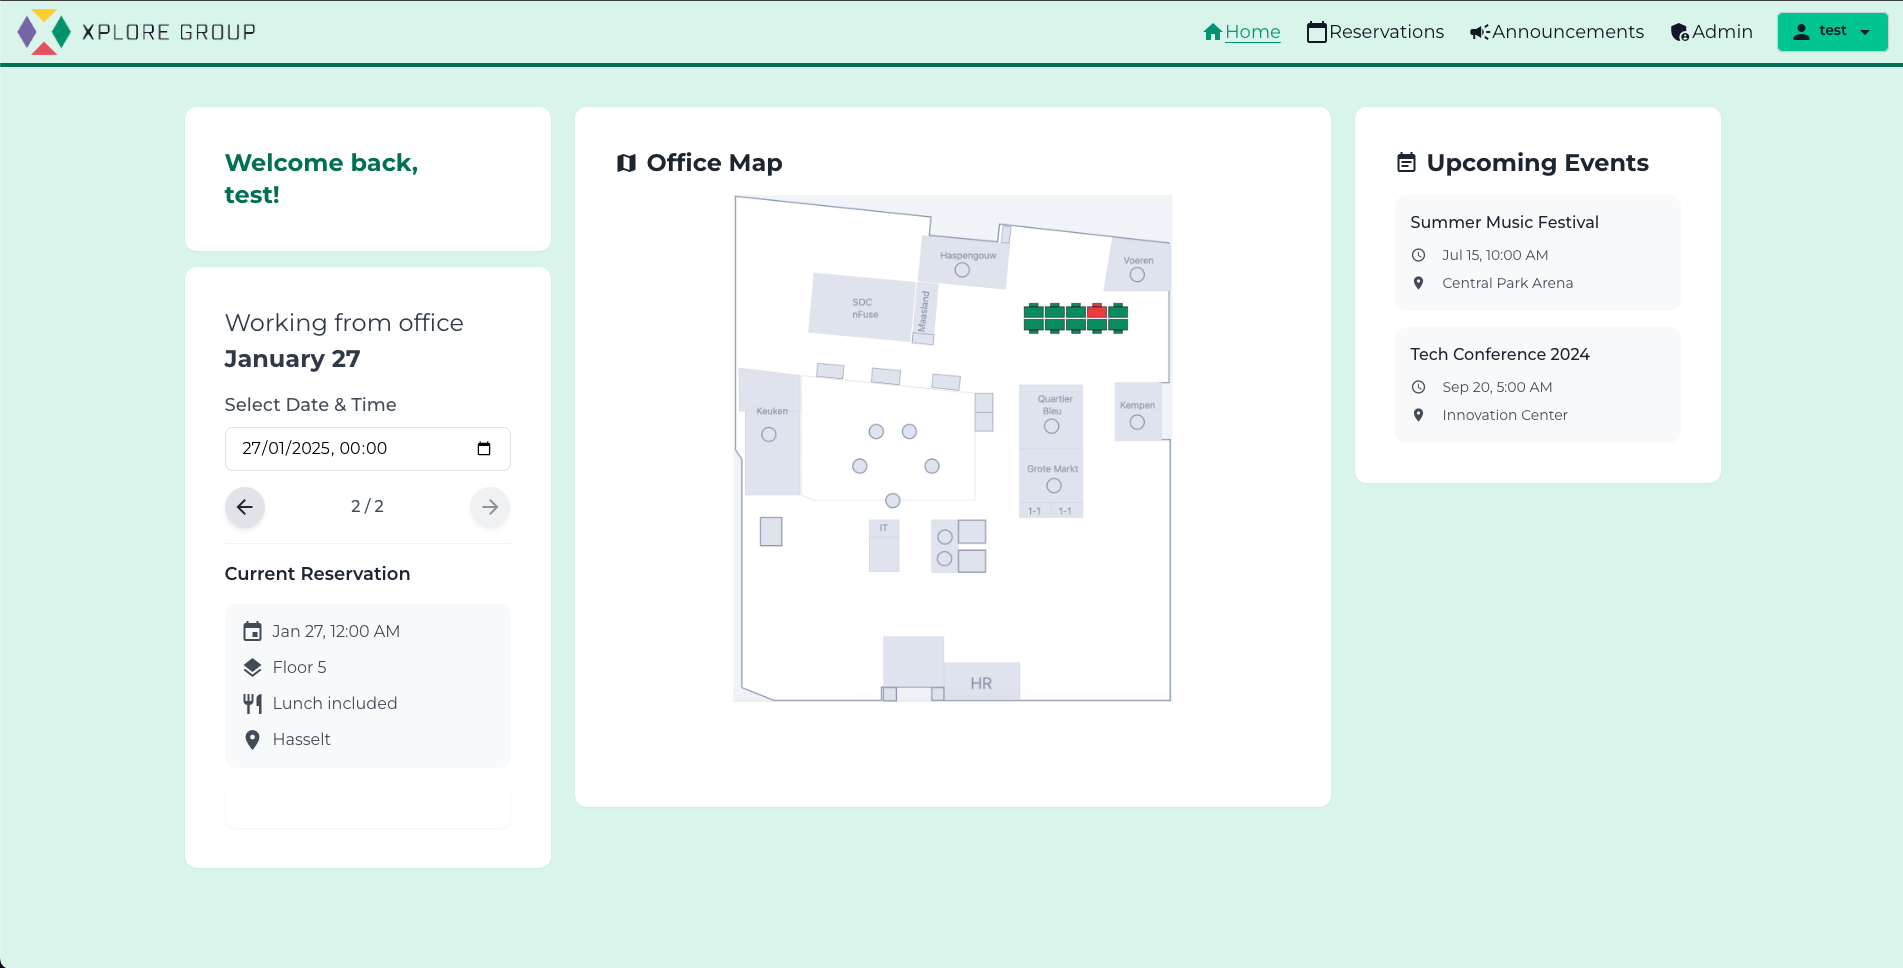 XPLORE GROUP
Home
Reservations
Announcements
Admin
test
Welcome back,
test!
Working from office
January 27
Select Date & Time
27/01/2025, 00:00
2 / 2
Current Reservation
Jan 27, 12:00 AM
Floor 5
Lunch included
Hasselt
Office Map
Haspengouw
Voeren
SOC
nFuse
Maasland
Keuken
Quartier
Bleu
Kempen
Grote Markt
1-1
1-1
IT
HR
Upcoming Events
Summer Music Festival
Jul 15, 10:00 AM
Central Park Arena
Tech Conference 2024
Sep 20, 5:00 AM
Innovation Center